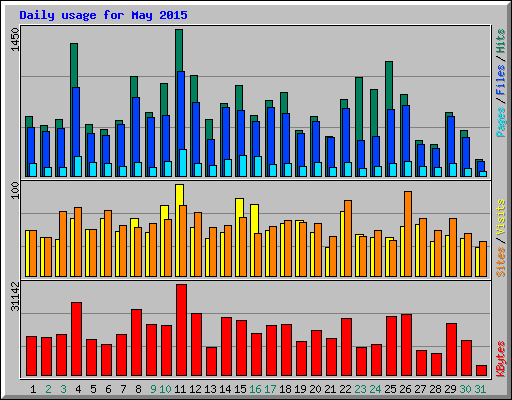 Daily usage for May 2015
1450
Pages / Files / Hits
100
Sites / Visits
31142
KBytes
1 2 3 4 5 6 7 8 9 10 11 12 13 14 15 16 17 18 19 20 21 22 23 24 25 26 27 28 29 30 31